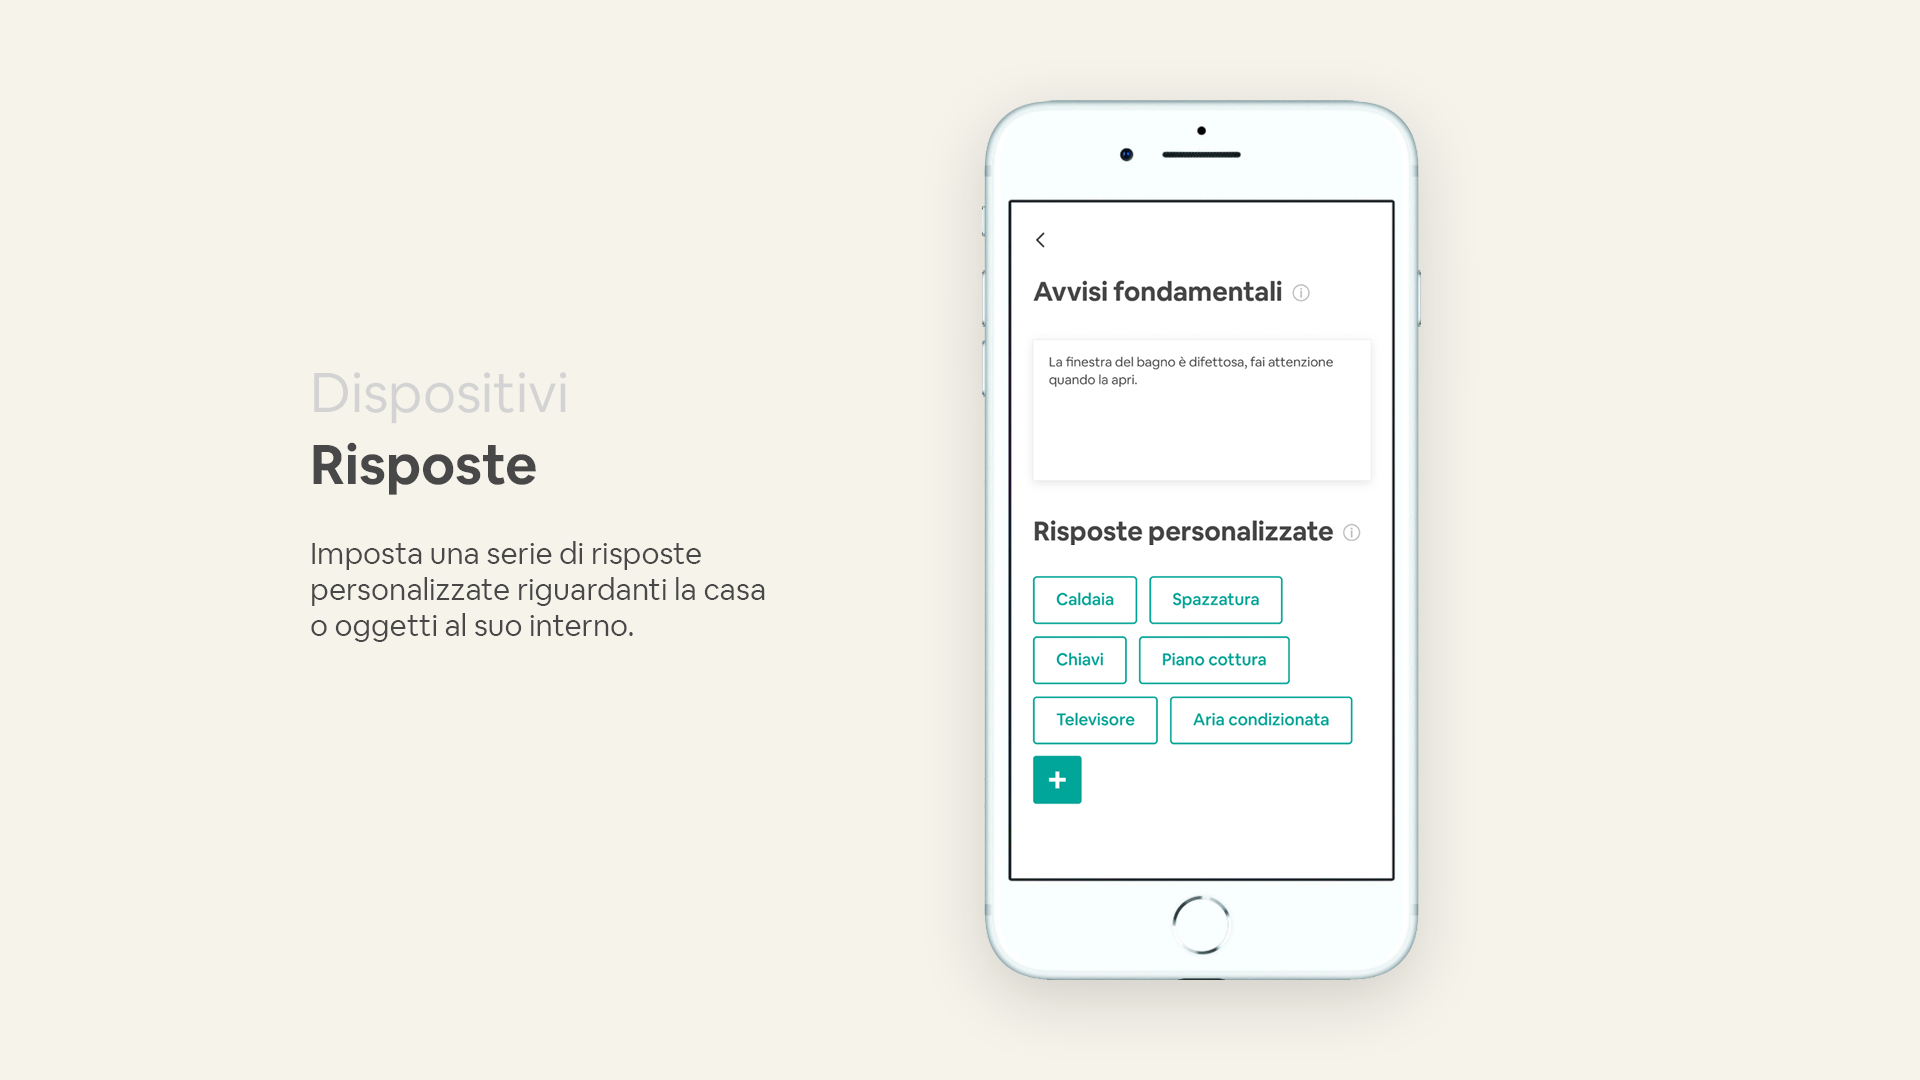 Dispositivi
Risposte
Imposta una serie di risposte
personalizzate riguardanti la casa
o oggetti al suo interno.
Avvisi fondamentali
La finestra del bagno è difettosa, fai attenzione
quando la apri.
Risposte personalizzate
Caldaia
Spazzatura
Chiavi
Piano cottura
Televisore
Aria condizionata
+